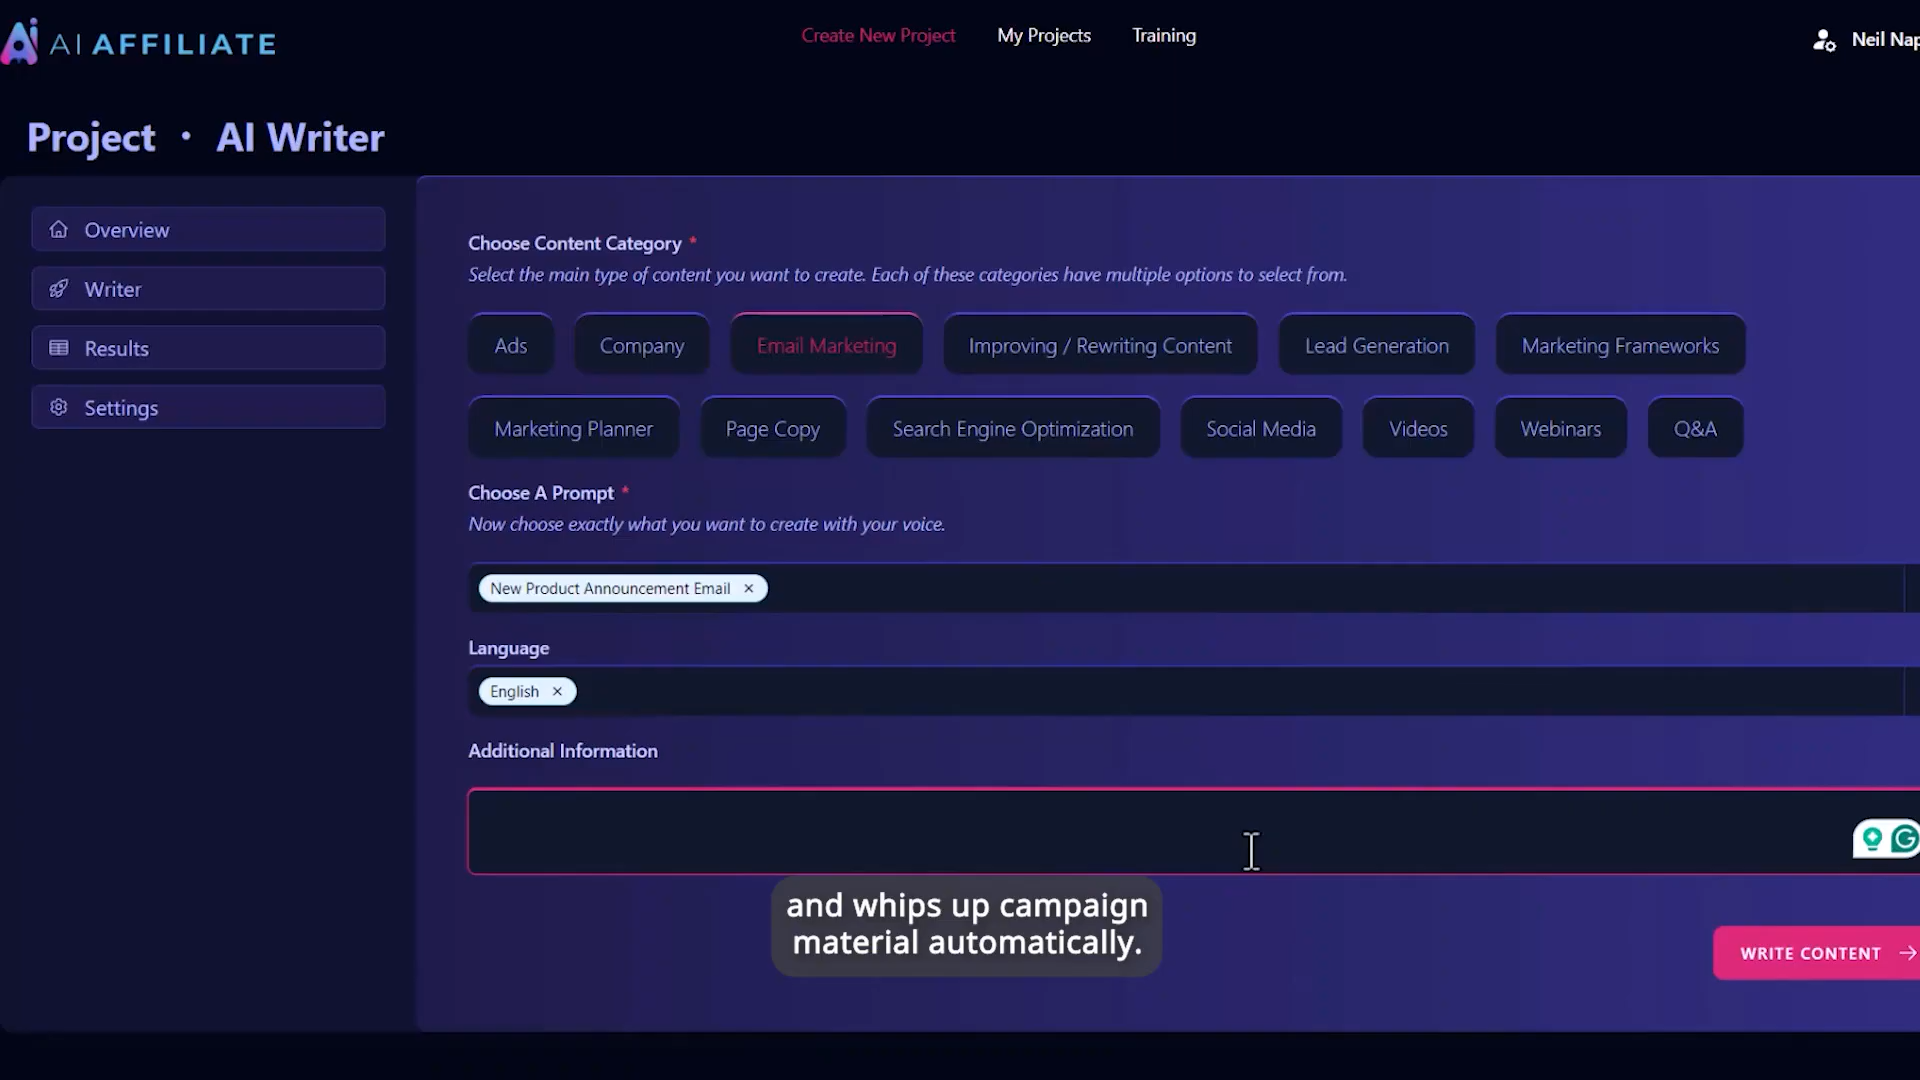 Ai AI AFFILIATE
Create New Project My Projects Training
Neil Nap
Project • AI Writer
Overview
Writer
Results
Settings
Choose Content Category *
Select the main type of content you want to create. Each of these categories have multiple options to select from.
Ads Company Email Marketing Improving / Rewriting Content Lead Generation Marketing Frameworks
Marketing Planner Page Copy Search Engine Optimization Social Media Videos Webinars Q&A
Choose A Prompt *
Now choose exactly what you want to create with your voice.
New Product Announcement Email ×
Language
English ×
Additional Information
and whips up campaign
material automatically.
WRITE CONTENT →